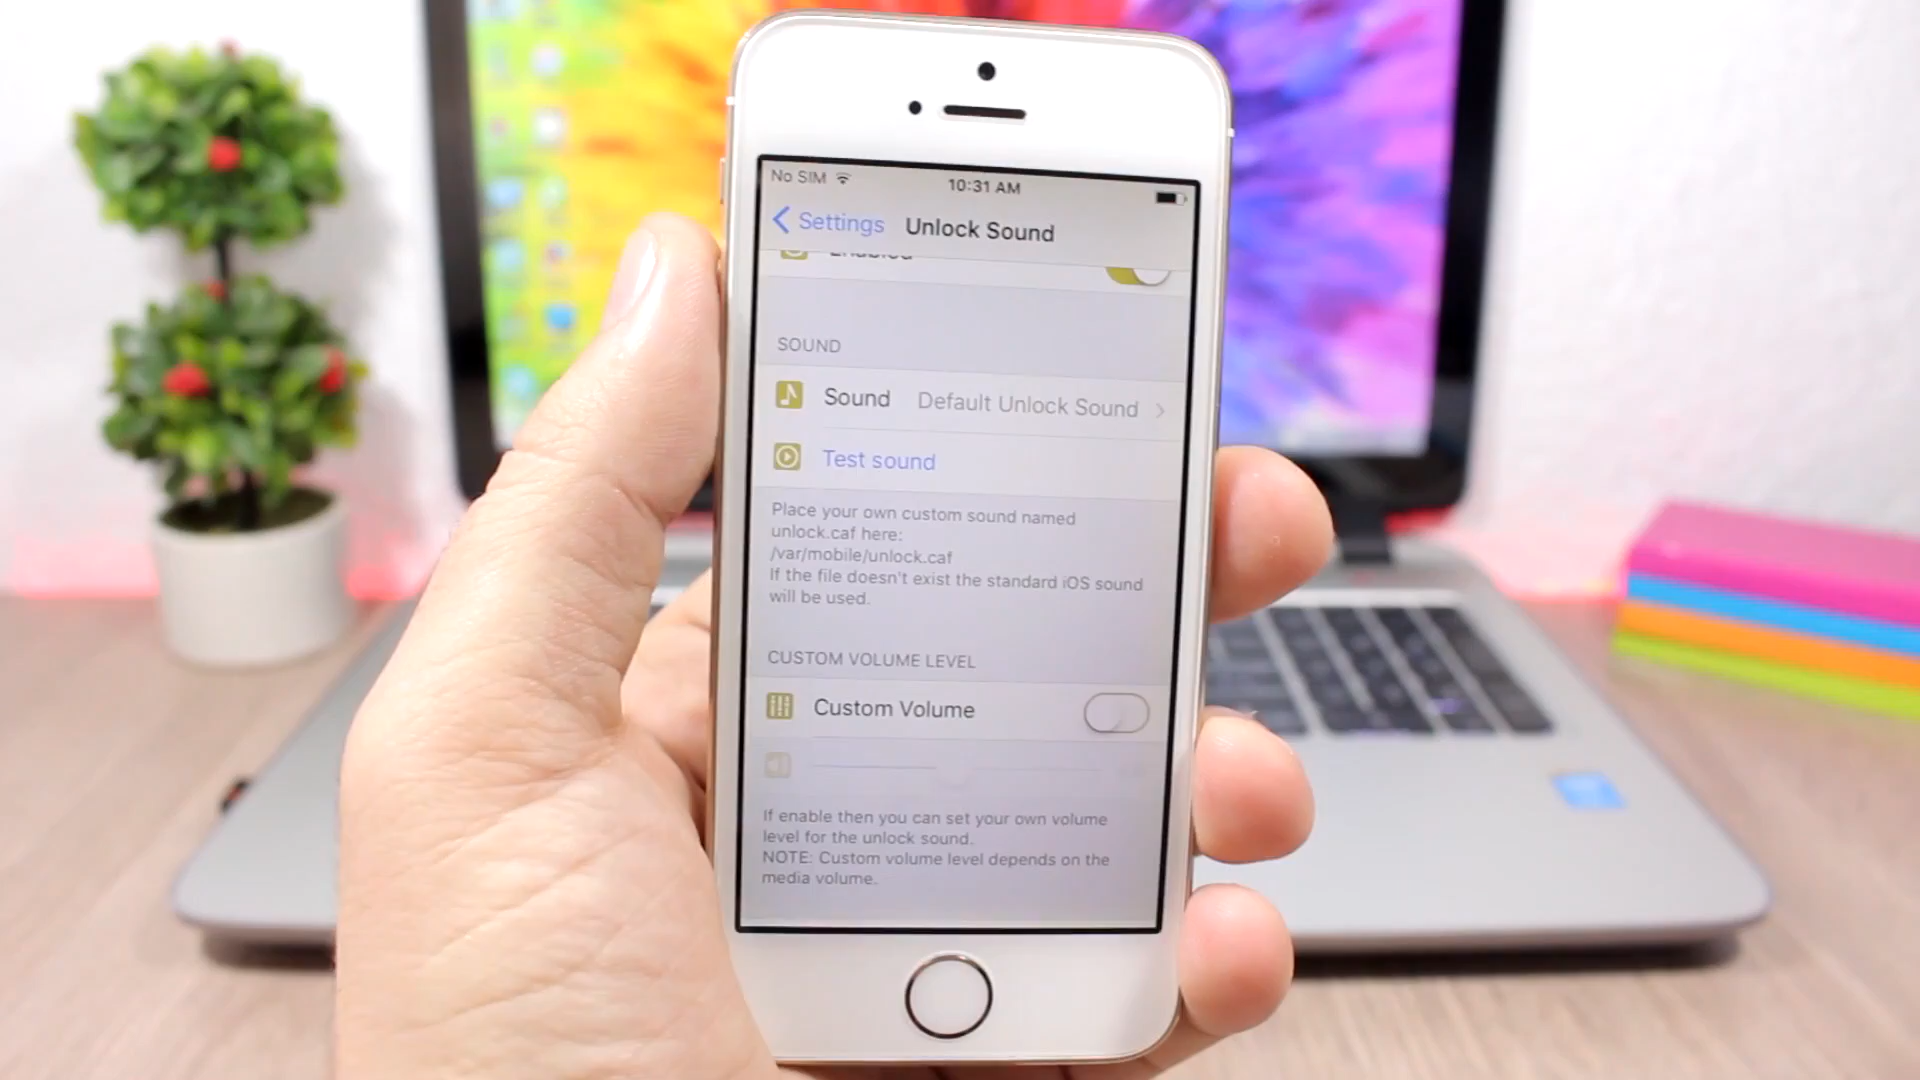 No SIM
10:31 AM
Settings
Unlock Sound
Enabled
SOUND
Sound
Default Unlock Sound
Test sound
Place your own custom sound named
unlock.caf here:
/var/mobile/unlock.caf
If the file doesn't exist the standard iOS sound
will be used.
CUSTOM VOLUME LEVEL
Custom Volume
If enable then you can set your own volume
level for the unlock sound.
NOTE: Custom volume level depends on the
media volume.